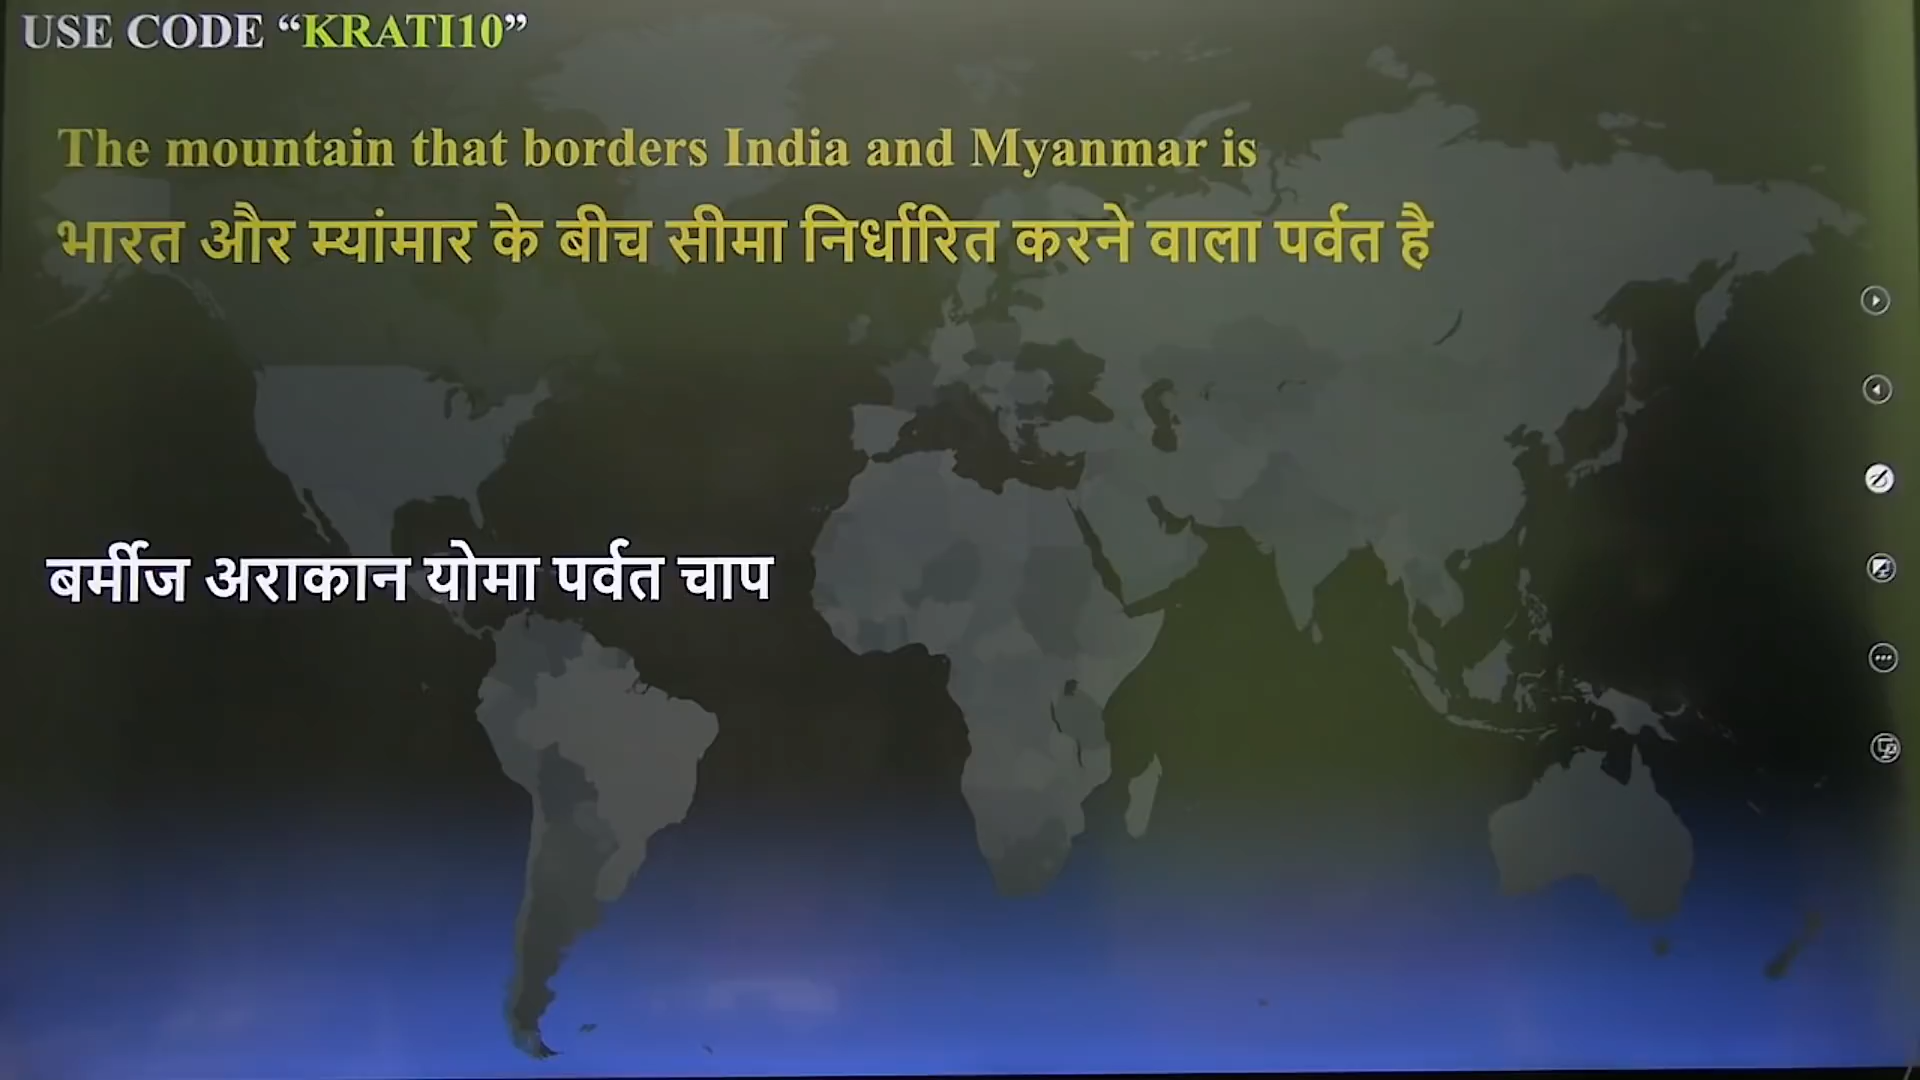 USE CODE “KRATI10”
The mountain that borders India and Myanmar is
भारत और म्यांमार के बीच सीमा निर्धारित करने वाला पर्वत है
बर्मीज अराकान योमा पर्वत चाप